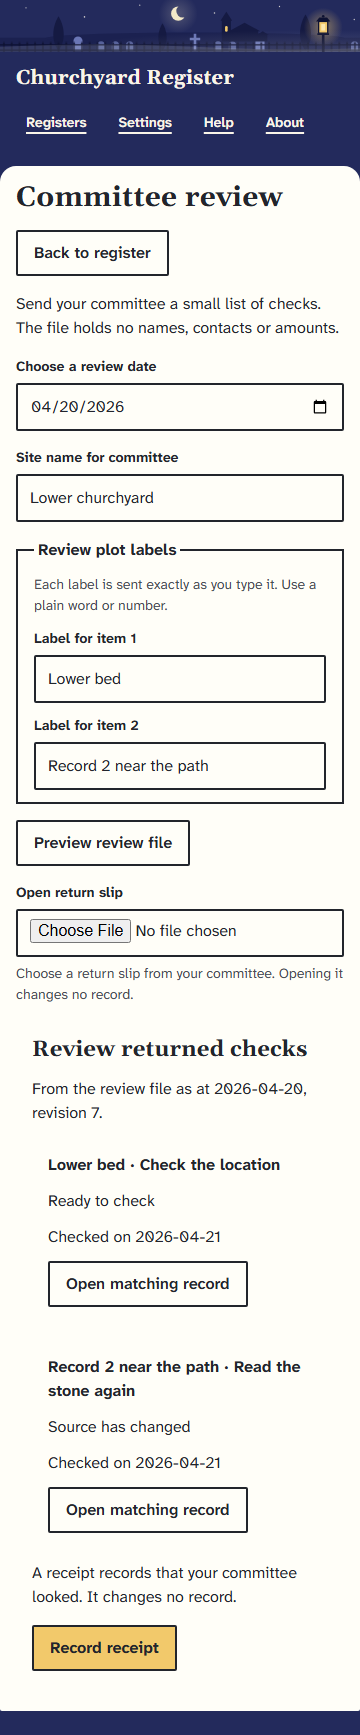 Churchyard Register
Registers Settings Help About
Committee review
Back to register
Send your committee a small list of checks.
The file holds no names, contacts or amounts.
Choose a review date
04/20/2026
Site name for committee
Lower churchyard
Review plot labels
Each label is sent exactly as you type it. Use a
plain word or number.
Label for item 1
Lower bed
Label for item 2
Record 2 near the path
Preview review file
Open return slip
Choose File No file chosen
Choose a return slip from your committee. Opening it
changes no record.
Review returned checks
From the review file as at 2026-04-20,
revision 7.
Lower bed · Check the location
Ready to check
Checked on 2026-04-21
Open matching record
Record 2 near the path · Read the
stone again
Source has changed
Checked on 2026-04-21
Open matching record
A receipt records that your committee
looked. It changes no record.
Record receipt